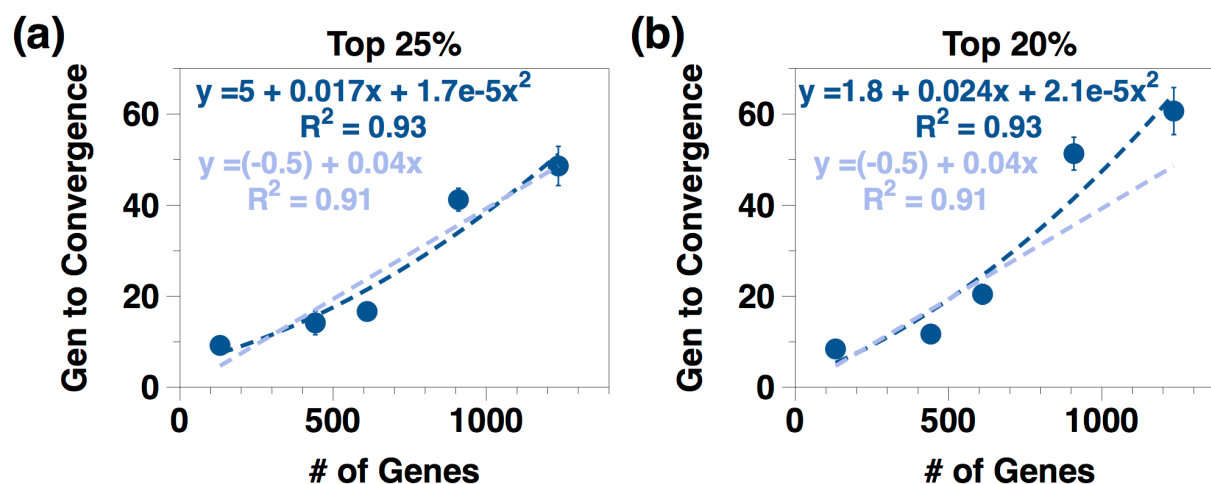 (a)
Top 25%
y =5 + 0.017x + 1.7e-5x²
R² = 0.93
y =(-0.5) + 0.04x
R² = 0.91
Gen to Convergence
60
40
20
0
0 500 1000
# of Genes
(b)
Top 20%
y =1.8 + 0.024x + 2.1e-5x²
R² = 0.93
y =(-0.5) + 0.04x
R² = 0.91
Gen to Convergence
60
40
20
0
0 500 1000
# of Genes